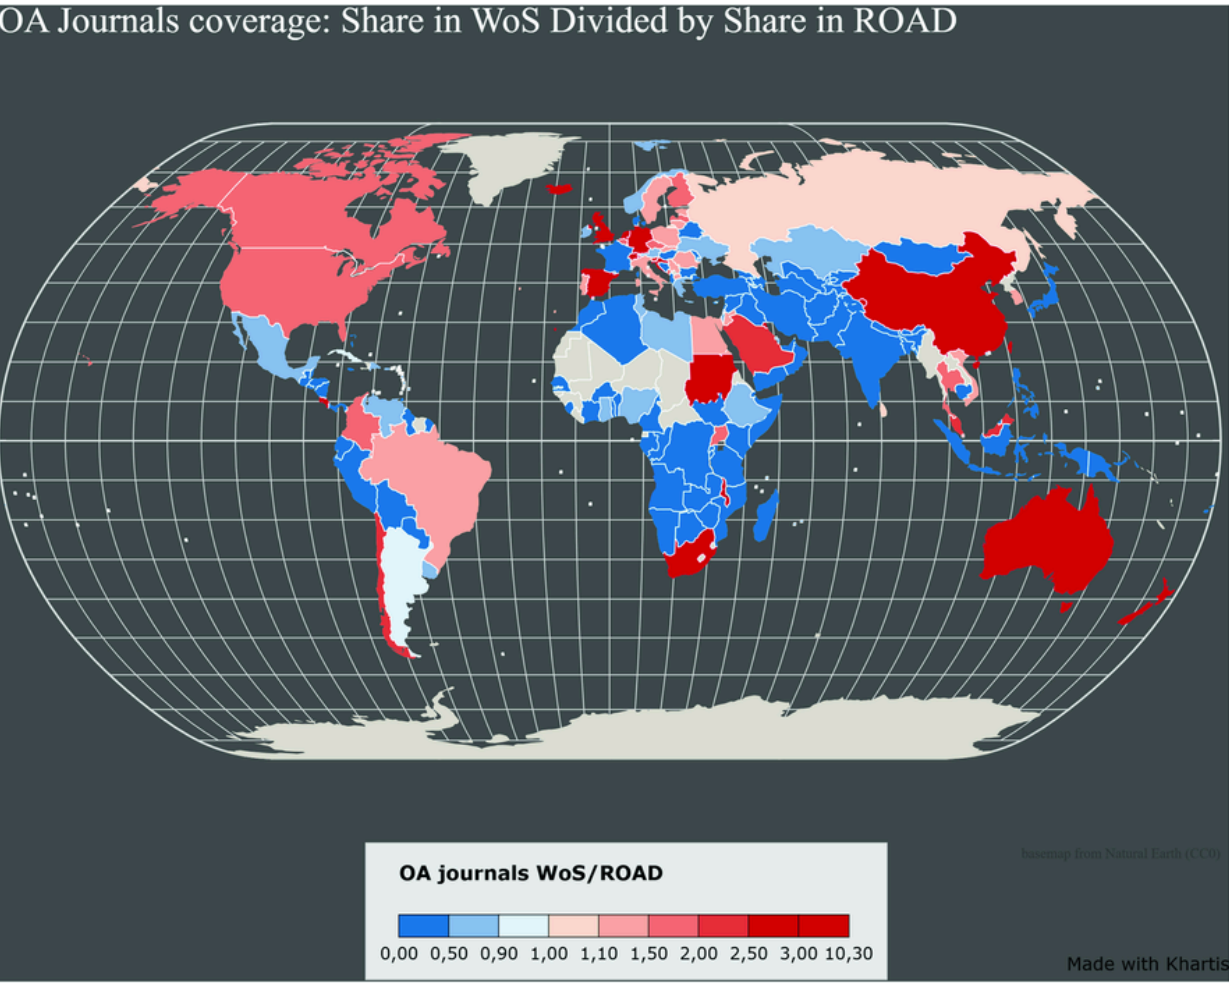 OA Journals coverage: Share in WoS Divided by Share in ROAD
basemap from Natural Earth (CC0)
OA journals WoS/ROAD
0,00 0,50 0,90 1,00 1,10 1,50 2,00 2,50 3,00 10,30
Made with Khartis